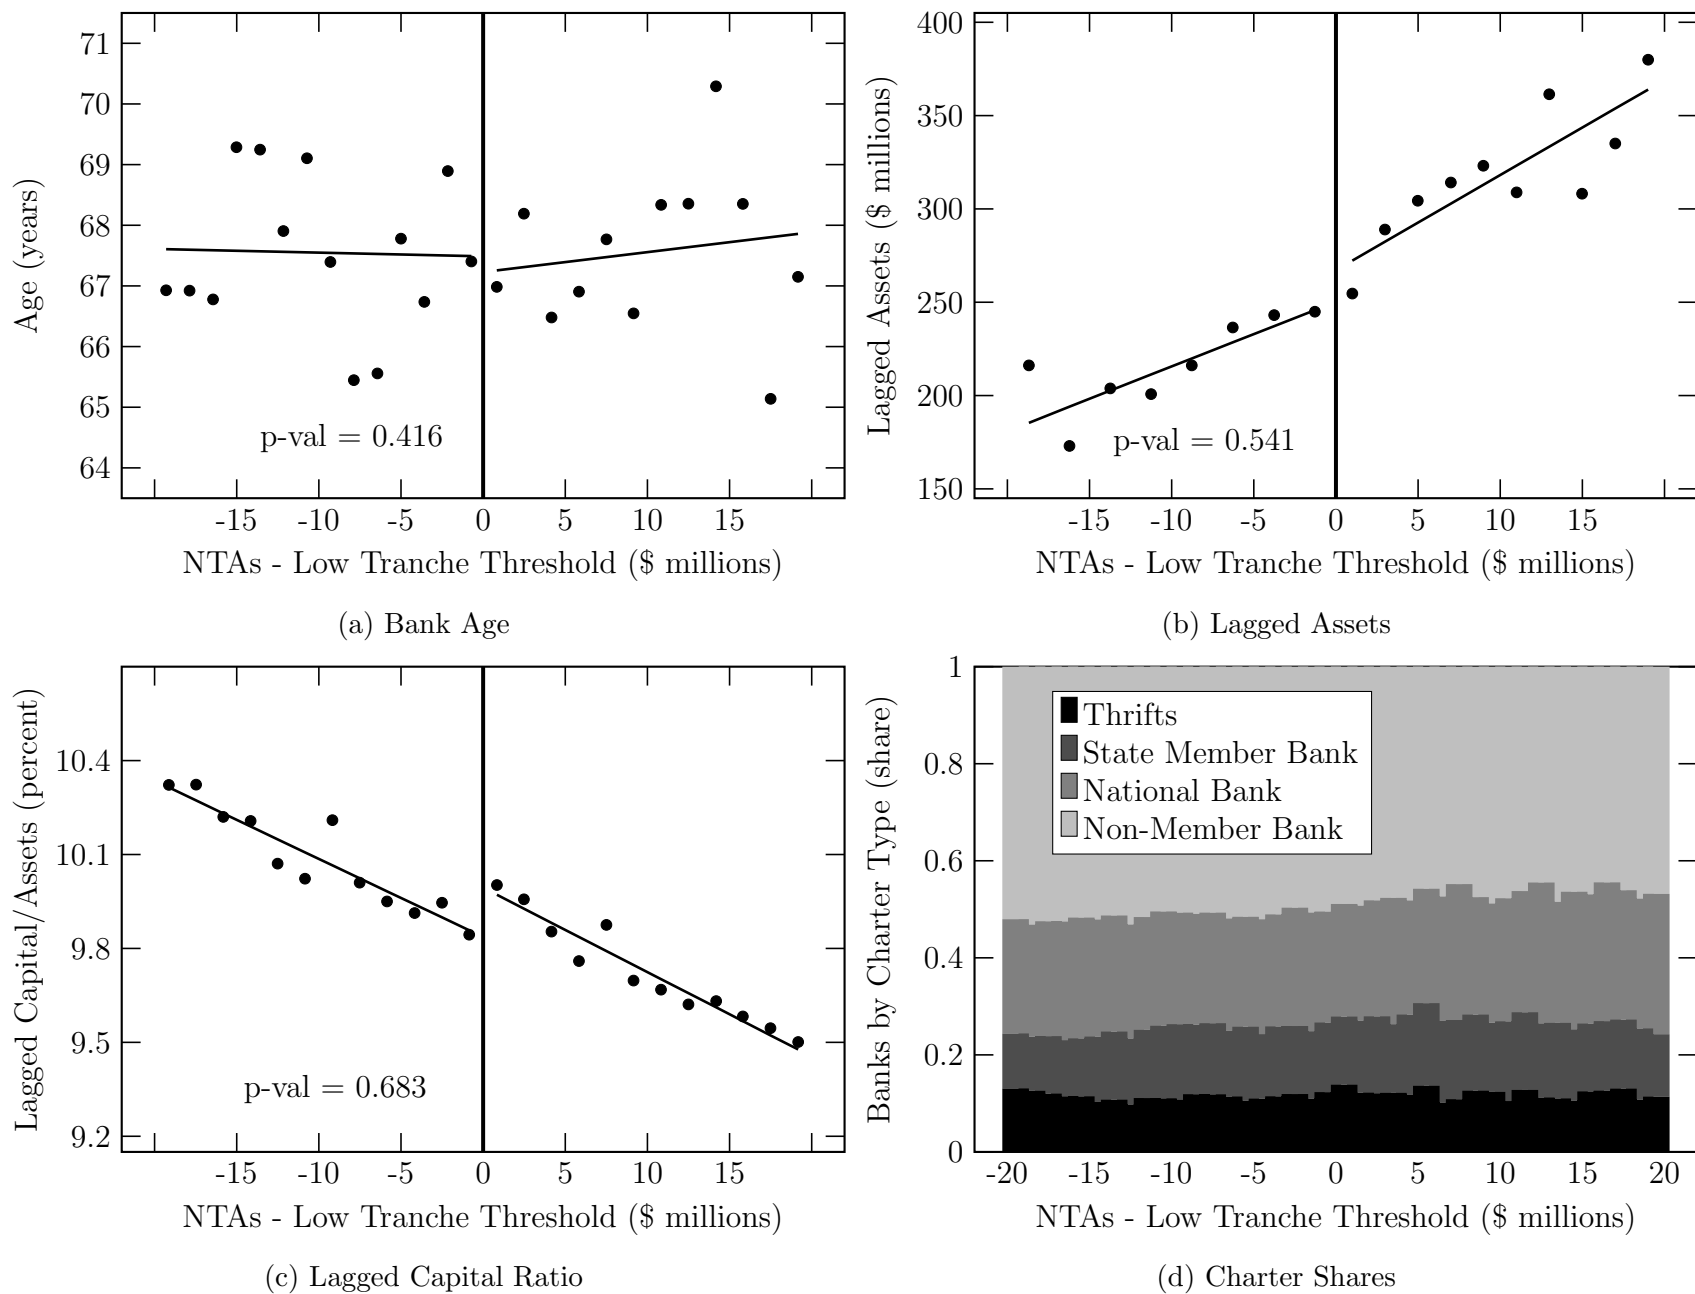 71
70
69
68
67
66
65
64
Age (years)
p-val = 0.416
-15 -10 -5 0 5 10 15
NTAs - Low Tranche Threshold ($ millions)
(a) Bank Age
400
350
300
250
200
150
Lagged Assets ($ millions)
p-val = 0.541
-15 -10 -5 0 5 10 15
NTAs - Low Tranche Threshold ($ millions)
(b) Lagged Assets
10.4
10.1
9.8
9.5
9.2
Lagged Capital/Assets (percent)
p-val = 0.683
-15 -10 -5 0 5 10 15
NTAs - Low Tranche Threshold ($ millions)
(c) Lagged Capital Ratio
1
0.8
0.6
0.4
0.2
0
Banks by Charter Type (share)
Thrifts
State Member Bank
National Bank
Non-Member Bank
-20 -15 -10 -5 0 5 10 15 20
NTAs - Low Tranche Threshold ($ millions)
(d) Charter Shares